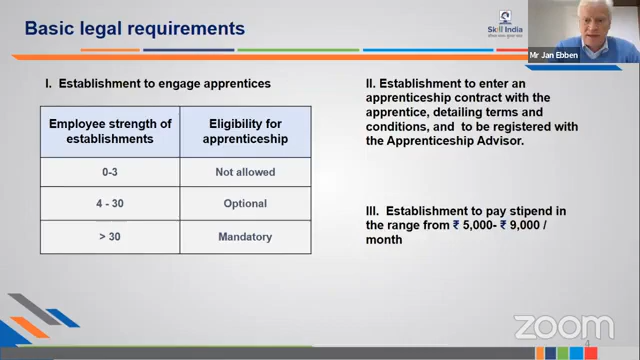 Basic legal requirements
Skill India
Mr Jan Ebben
I. Establishment to engage apprentices
Employee strength of
establishments
Eligibility for
apprenticeship
0-3
Not allowed
4 - 30
Optional
> 30
Mandatory
II. Establishment to enter an
apprenticeship contract with the
apprentice, detailing terms and
conditions, and to be registered with
the Apprenticeship Advisor.
III. Establishment to pay stipend in
the range from ₹ 5,000- ₹ 9,000 /
month
4
zoom